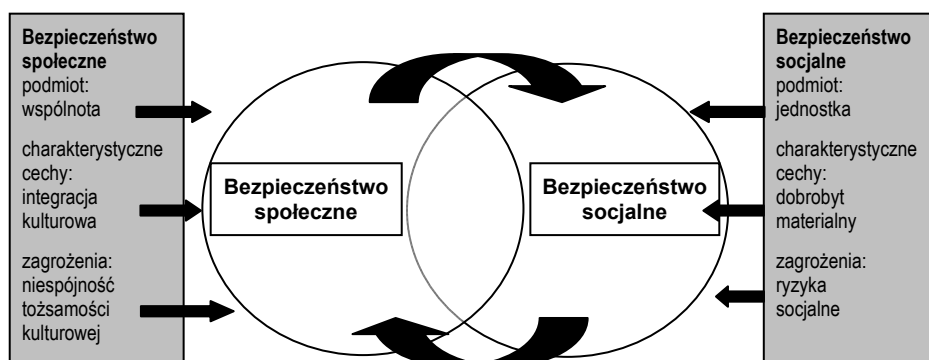 Bezpieczeństwo
społeczne
podmiot:
wspólnota
charakterystyczne
cechy:
integracja
kulturowa
zagrożenia:
niespójność
tożsamości
kulturowej
Bezpieczeństwo
społeczne
Bezpieczeństwo
socjalne
Bezpieczeństwo
socjalne
podmiot:
jednostka
charakterystyczne
cechy:
dobrobyt
materialny
zagrożenia:
ryzyka
socjalne